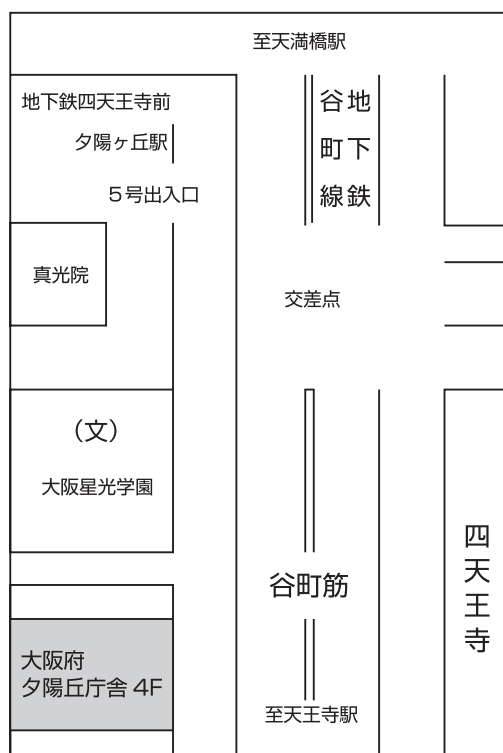 至天満橋駅
地下鉄四天王寺前
夕陽ヶ丘駅
5号出入口
地下鉄
谷町線
真光院
交差点
（文）
大阪星光学園
谷町筋
四天王寺
大阪府
夕陽丘庁舎 4F
至天王寺駅